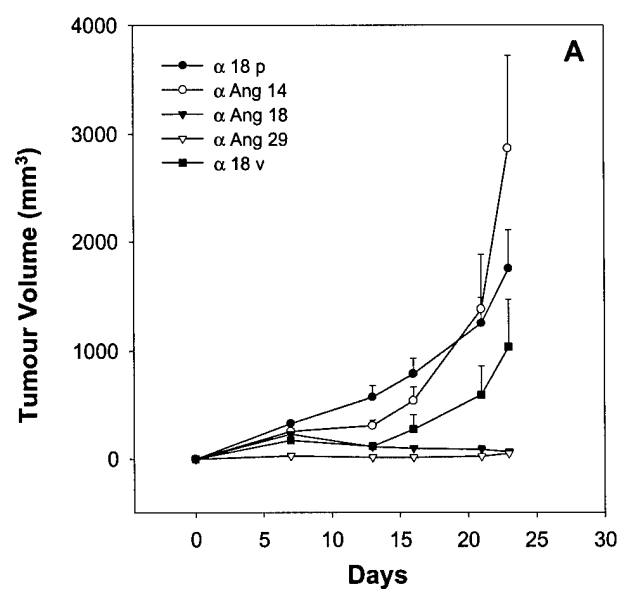 A
4000
3000
2000
1000
0
α 18 p
α Ang 14
α Ang 18
α Ang 29
α 18 v
Tumour Volume (mm³)
0 5 10 15 20 25 30
Days